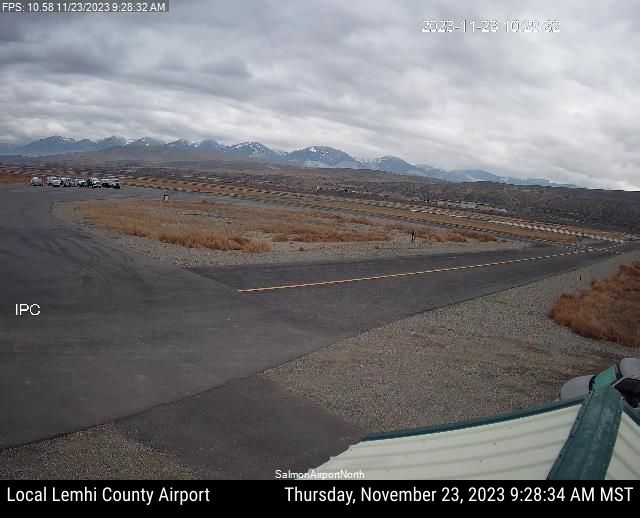 FPS: 10.58 11/23/2023 9:28:32 AM
IPC
SalmonAirportNorth
Local Lemhi County Airport
Thursday, November 23, 2023 9:28:34 AM MST